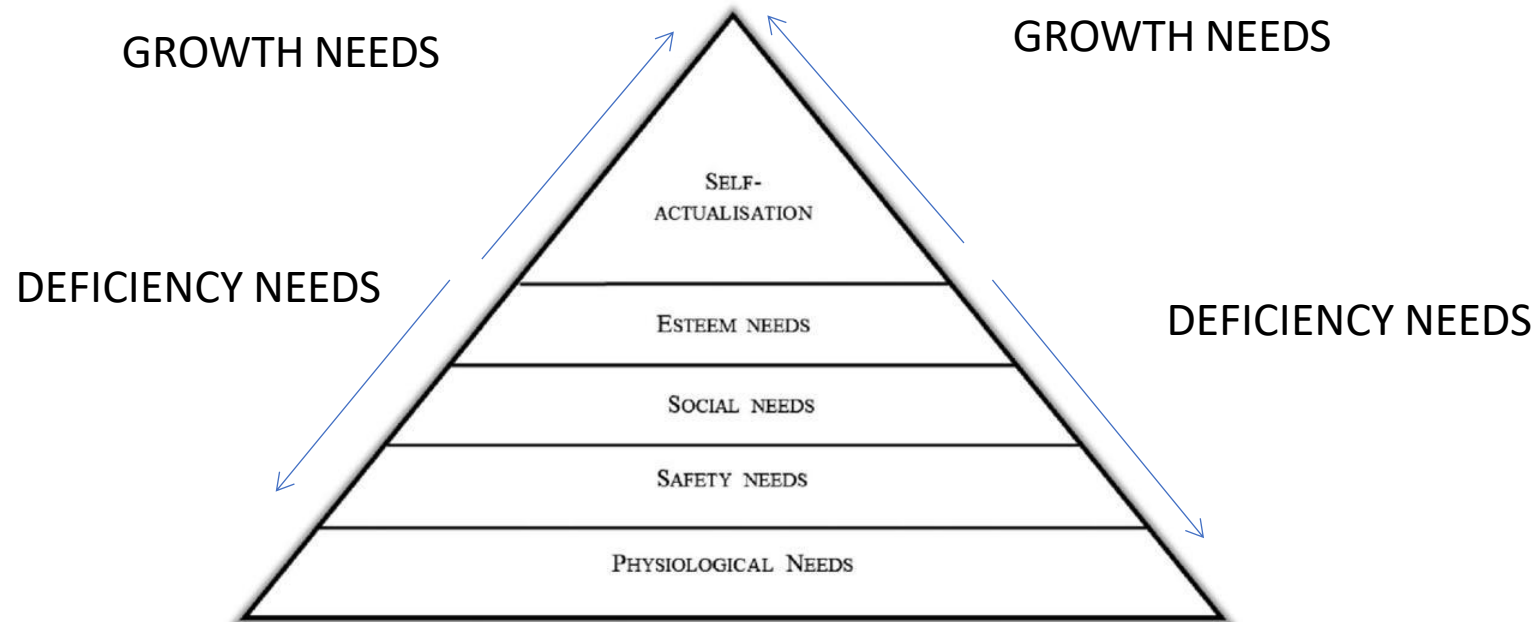 GROWTH NEEDS
GROWTH NEEDS
SELF-
ACTUALISATION
DEFICIENCY NEEDS
ESTEEM NEEDS
DEFICIENCY NEEDS
SOCIAL NEEDS
SAFETY NEEDS
PHYSIOLOGICAL NEEDS